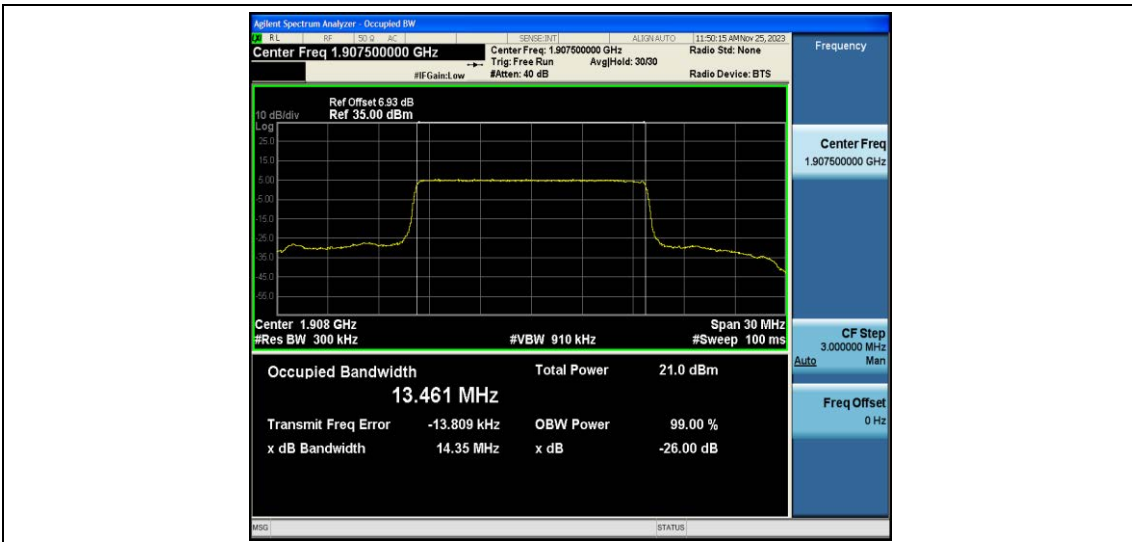 Agilent Spectrum Analyzer - Occupied BW
RL RF 50 Ω AC SENSE:INT ALIGN AUTO 11:50:15 AM Nov 25, 2023
Center Freq 1.907500000 GHz
Center Freq: 1.907500000 GHz
Radio Std: None
Trig: Free Run Avg|Hold: 30/30
#IFGain:Low
#Atten: 40 dB
Radio Device: BTS
Ref Offset 6.93 dB
10 dB/div Ref 35.00 dBm
Log
25.0
15.0
5.00
-5.00
-15.0
-25.0
-35.0
-45.0
-55.0
Center 1.908 GHz Span 30 MHz
#Res BW 300 kHz #VBW 910 kHz #Sweep 100 ms
Occupied Bandwidth Total Power 21.0 dBm
13.461 MHz
Transmit Freq Error -13.809 kHz OBW Power 99.00 %
x dB Bandwidth 14.35 MHz x dB -26.00 dB
MSG STATUS
Frequency
Center Freq
1.907500000 GHz
CF Step
3.000000 MHz
Auto Man
Freq Offset
0 Hz